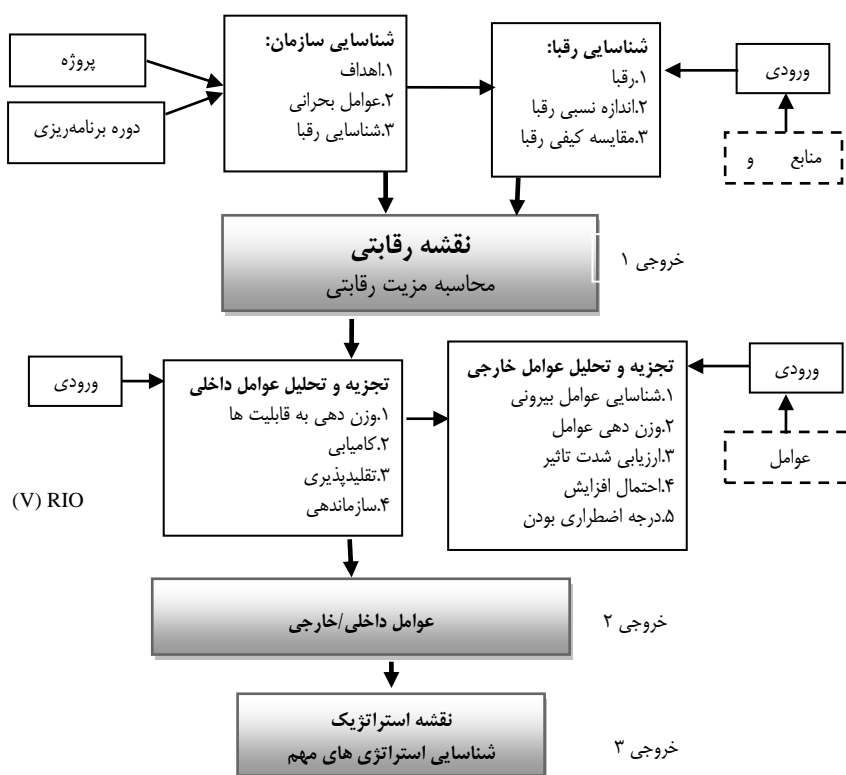 شناسایی سازمان:
۱.اهداف
۲.عوامل بحرانی
۳.شناسایی رقبا
شناسایی رقبا:
۱.رقبا
۲.اندازه نسبی رقبا
۳.مقایسه کیفی رقبا
پروژه
دوره برنامه‌ریزی
ورودی
منابع و
نقشه رقابتی
محاسبه مزیت رقابتی
خروجی ۱
ورودی
تجزیه و تحلیل عوامل داخلی
۱.وزن دهی به قابلیت ها
۲.کامیابی
۳.تقلیدپذیری
۴.سازماندهی
(V) RIO
تجزیه و تحلیل عوامل خارجی
۱.شناسایی عوامل بیرونی
۲.وزن دهی عوامل
۳.ارزیابی شدت تاثیر
۴.احتمال افزایش
۵.درجه اضطراری بودن
ورودی
عوامل
عوامل داخلی/خارجی
خروجی ۲
نقشه استراتژیک
شناسایی استراتژی های مهم
خروجی ۳